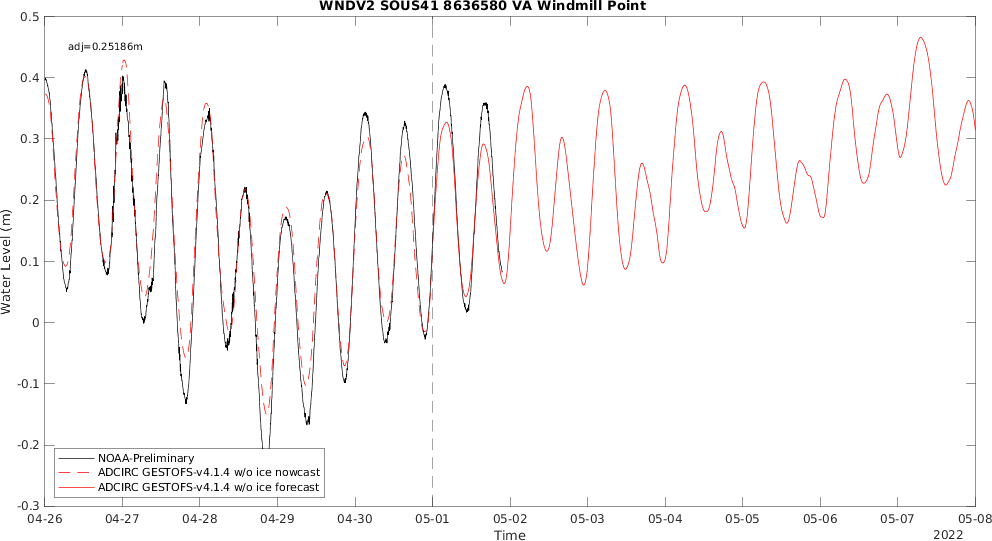 WNDV2 SOUS41 8636580 VA Windmill Point
adj=0.25186m
0.5
0.4
0.3
0.2
0.1
0
-0.1
-0.2
-0.3
Water Level (m)
NOAA-Preliminary
ADCIRC GESTOFS-v4.1.4 w/o ice nowcast
ADCIRC GESTOFS-v4.1.4 w/o ice forecast
04-26 04-27 04-28 04-29 04-30 05-01 05-02 05-03 05-04 05-05 05-06 05-07 05-08
Time
2022